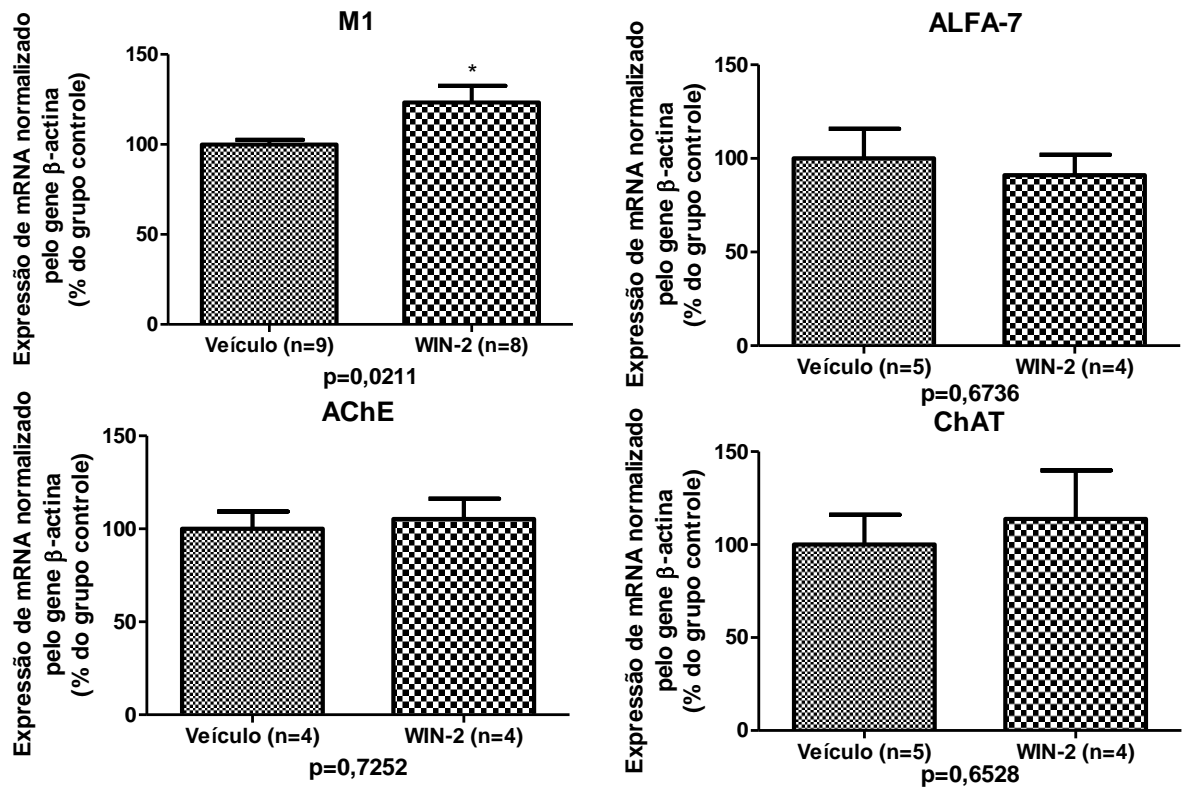 M1
Expressão de mRNA normalizado
pelo gene β-actina
(% do grupo controle)
150
100
50
0
*
Veículo (n=9)
WIN-2 (n=8)
p=0,0211
ALFA-7
Expressão de mRNA normalizado
pelo gene β-actina
(% do grupo controle)
150
100
50
0
Veículo (n=5)
WIN-2 (n=4)
p=0,6736
AChE
Expressão de mRNA normalizado
pelo gene β-actina
(% do grupo controle)
150
100
50
0
Veículo (n=4)
WIN-2 (n=4)
p=0,7252
ChAT
Expressão de mRNA normalizado
pelo gene β-actina
(% do grupo controle)
150
100
50
0
Veículo (n=5)
WIN-2 (n=4)
p=0,6528